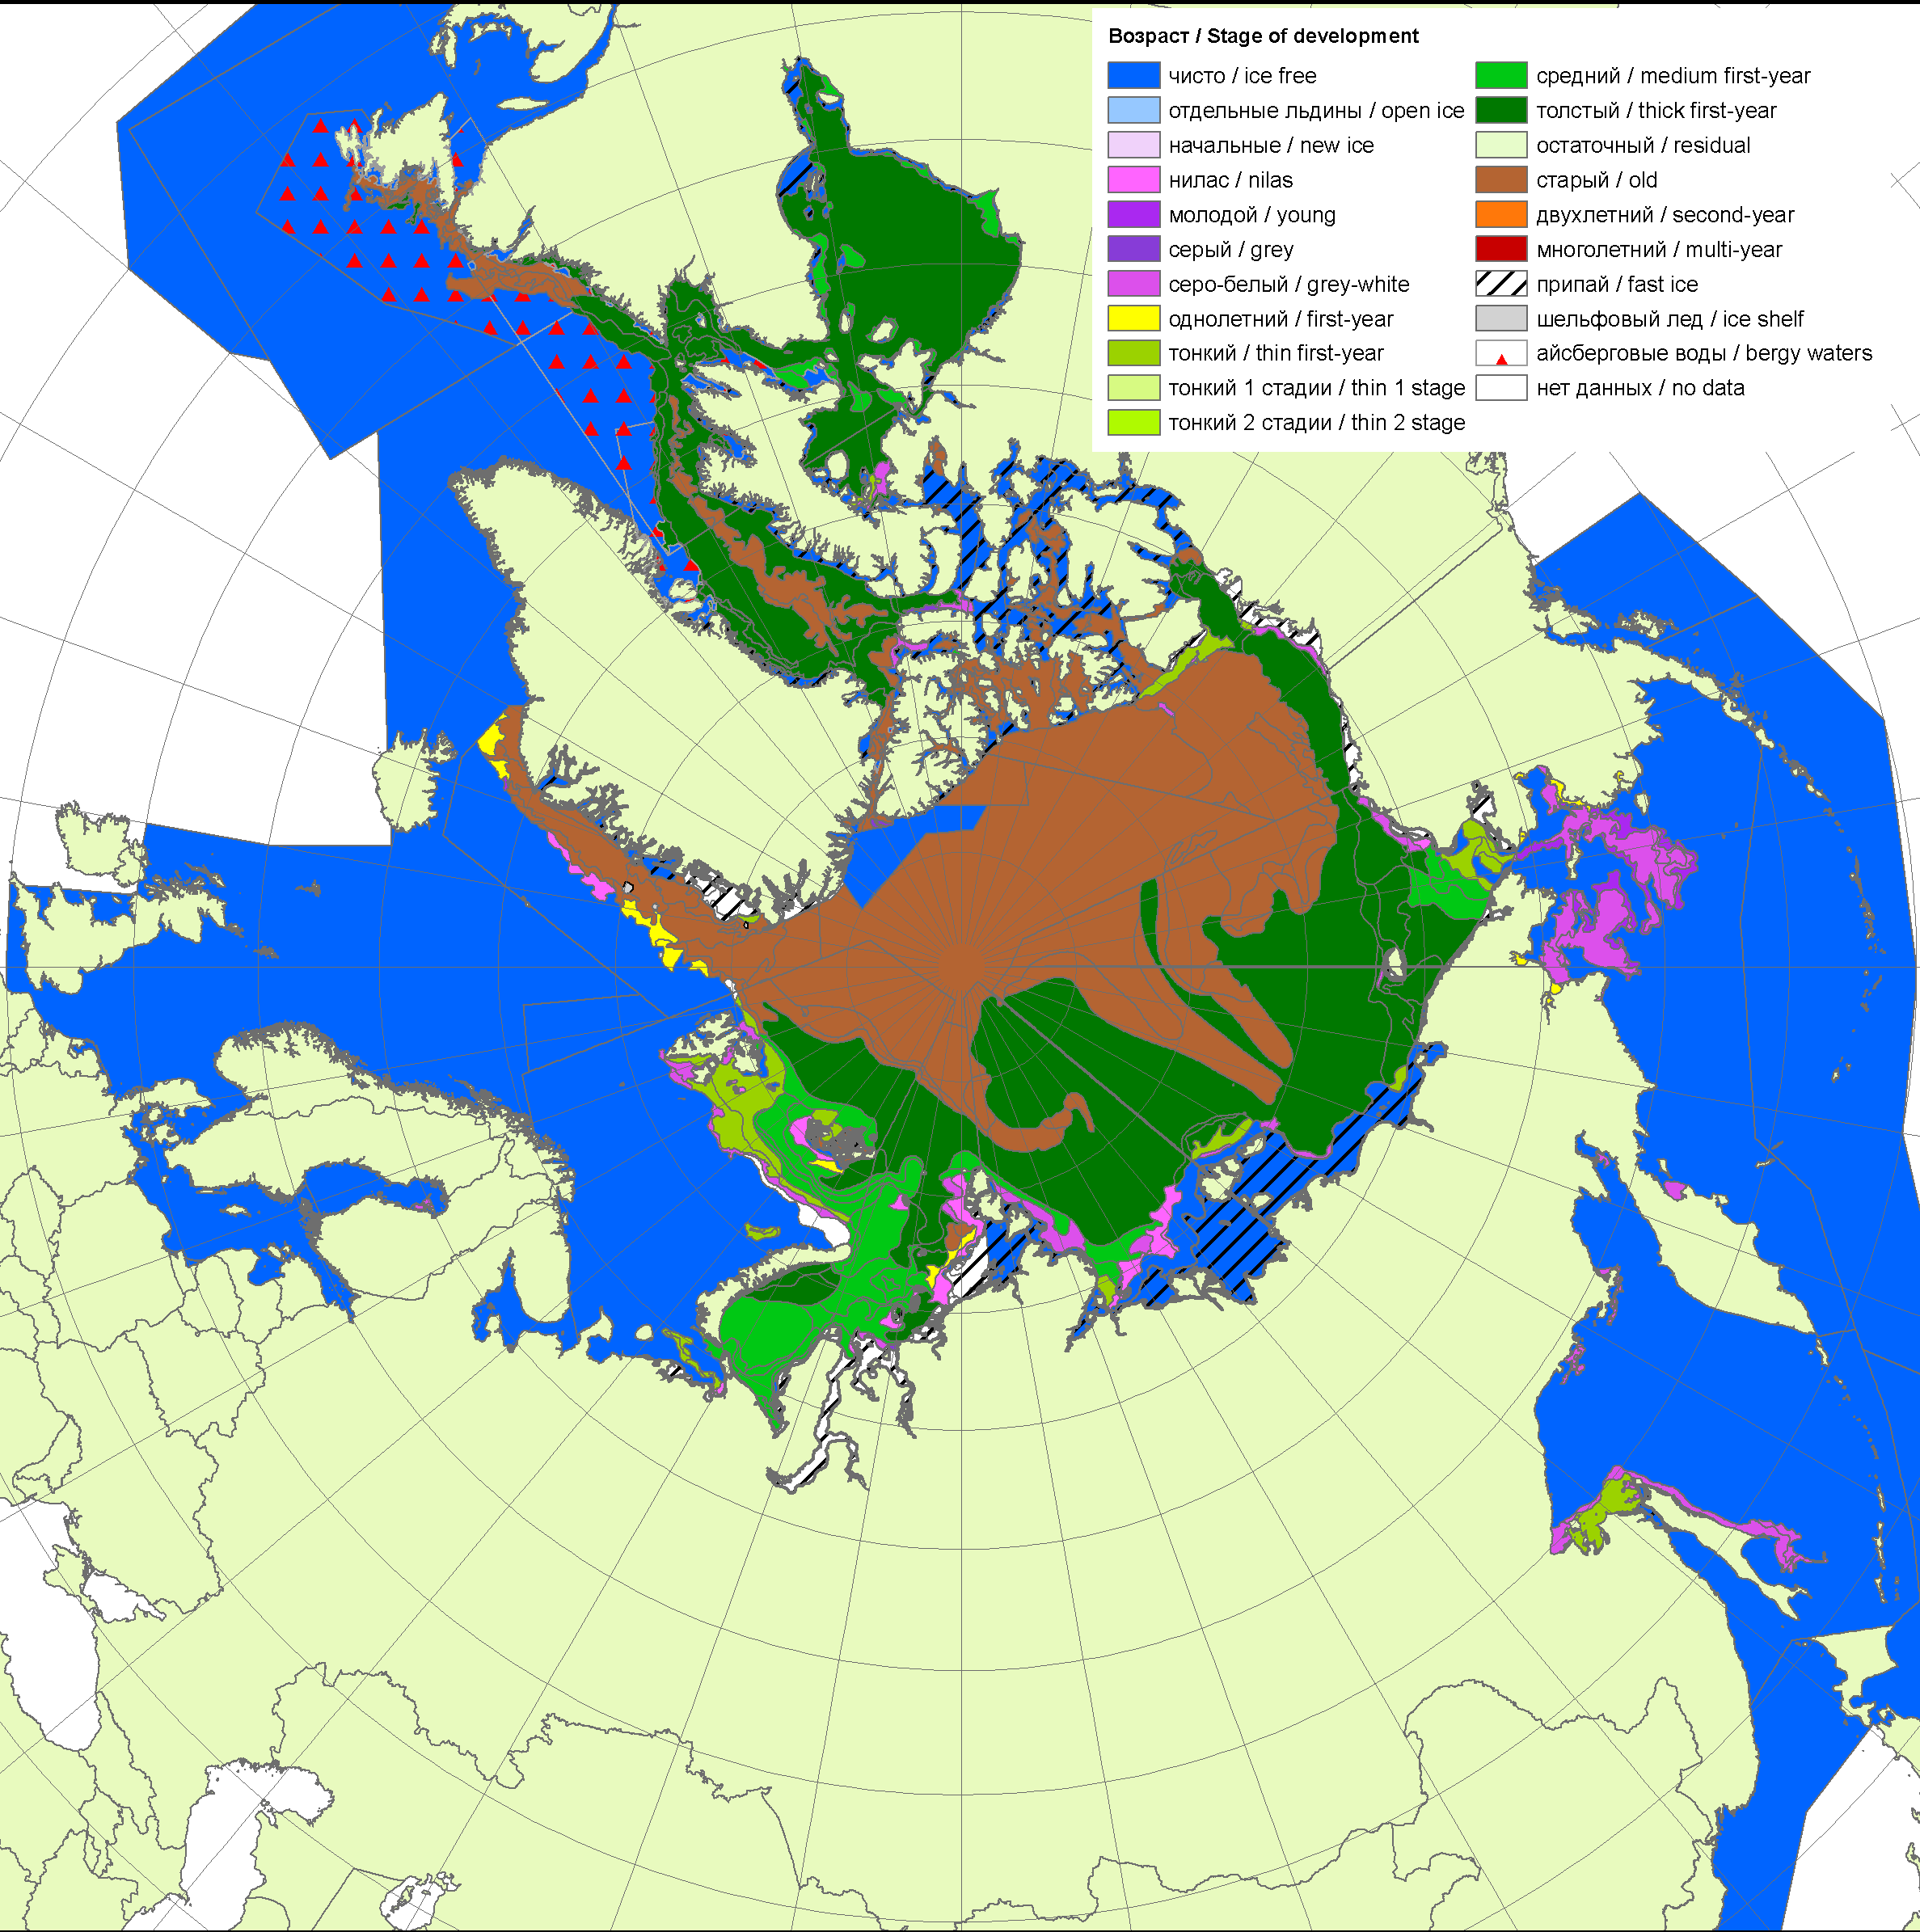 Возраст / Stage of development
чисто / ice free
отдельные льдины / open ice
начальные / new ice
нилас / nilas
молодой / young
серый / grey
серо-белый / grey-white
однолетний / first-year
тонкий / thin first-year
тонкий 1 стадии / thin 1 stage
тонкий 2 стадии / thin 2 stage
средний / medium first-year
толстый / thick first-year
остаточный / residual
старый / old
двухлетний / second-year
многолетний / multi-year
припай / fast ice
шельфовый лед / ice shelf
айсберговые воды / bergy waters
нет данных / no data